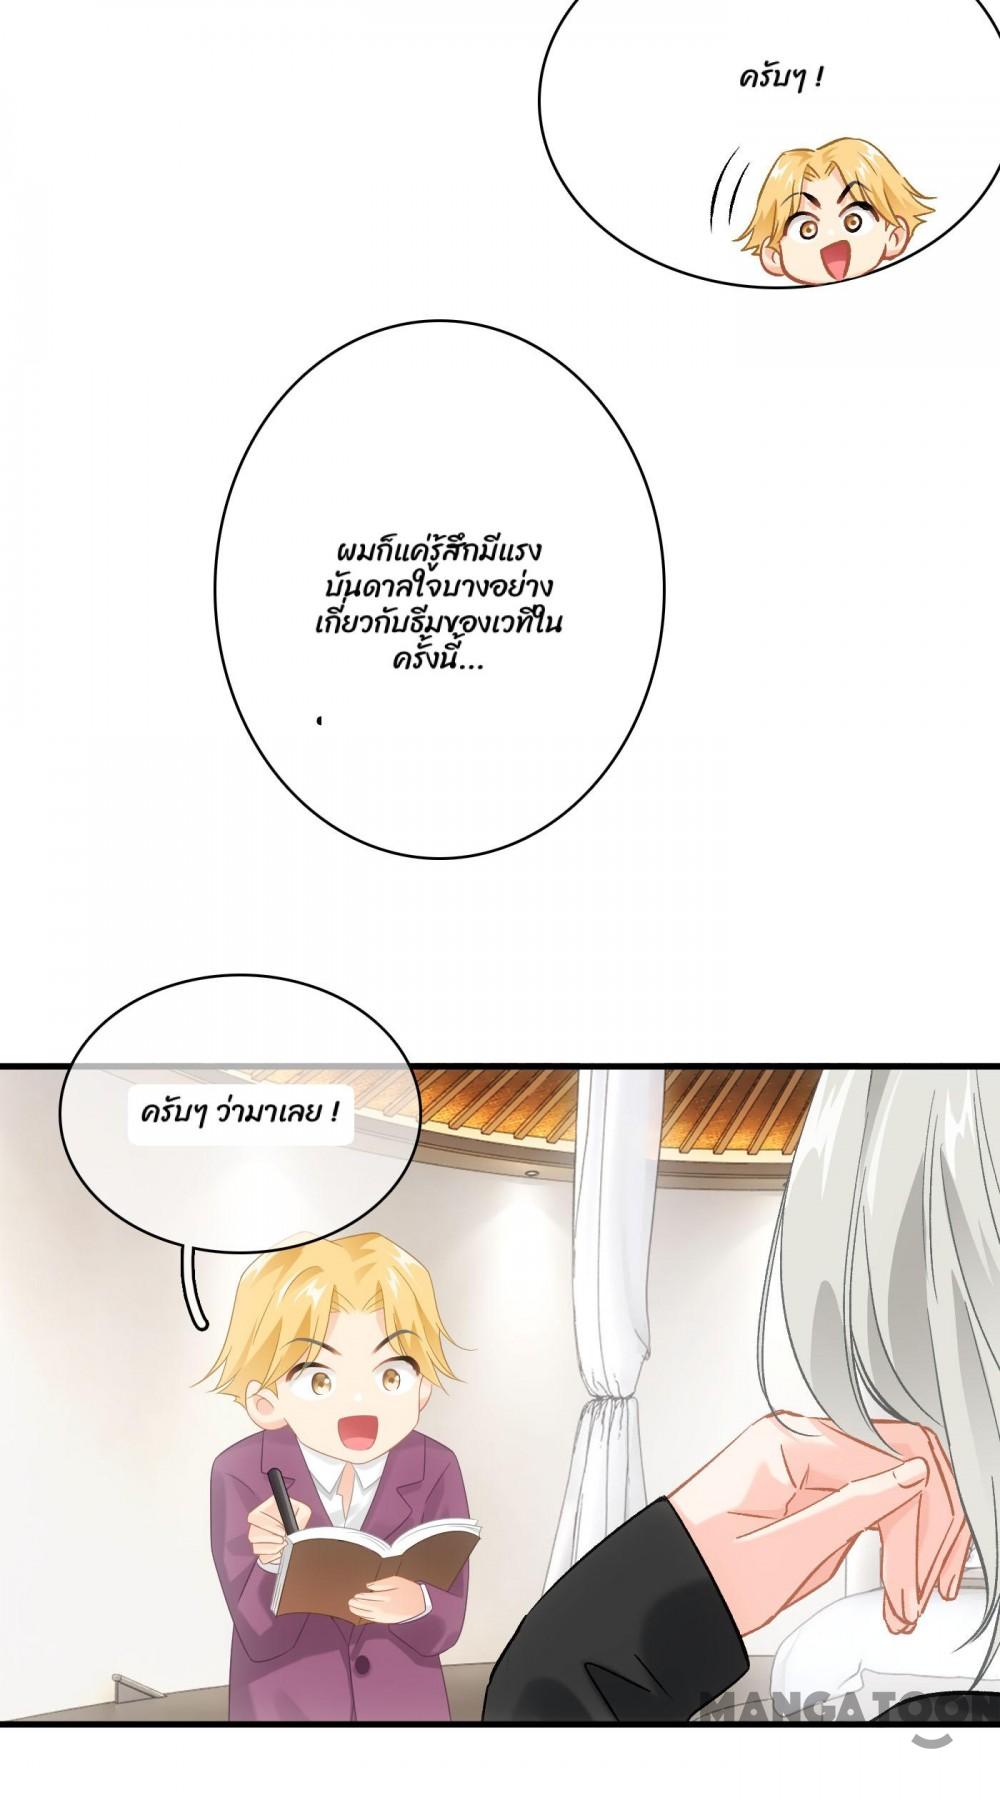 ครับๆ !
ผมก็แค่รู้สึกมีแรง
บันดาลใจบางอย่าง
เกี่ยวกับธีมของเวทีใน
ครั้งนี้...
ครับๆ ว่ามาเลย !
MANGATOON